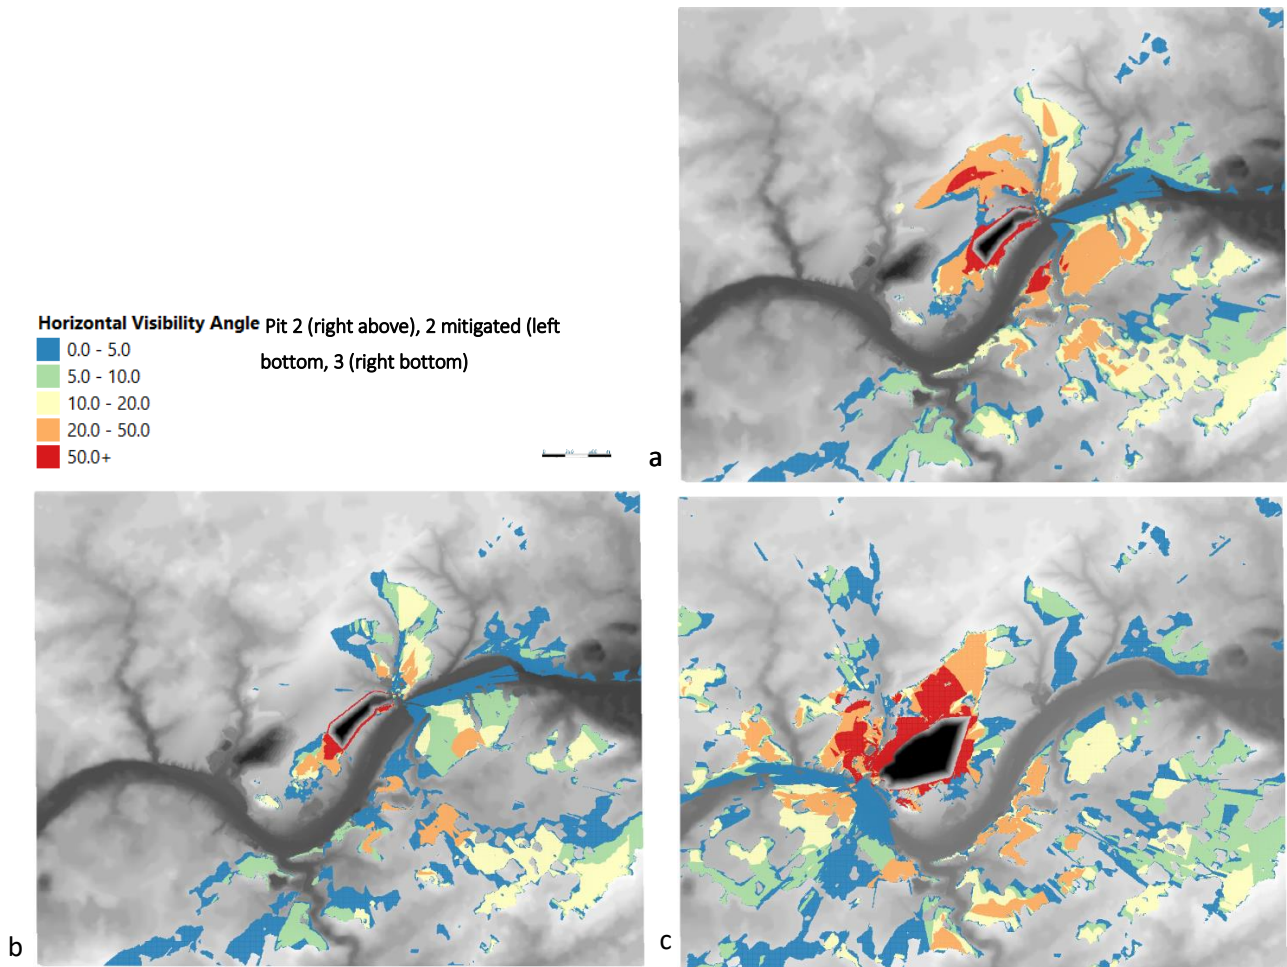 Horizontal Visibility Angle Pit 2 (right above), 2 mitigated (left
bottom, 3 (right bottom)
0.0 - 5.0
5.0 - 10.0
10.0 - 20.0
20.0 - 50.0
50.0+
a
b
c